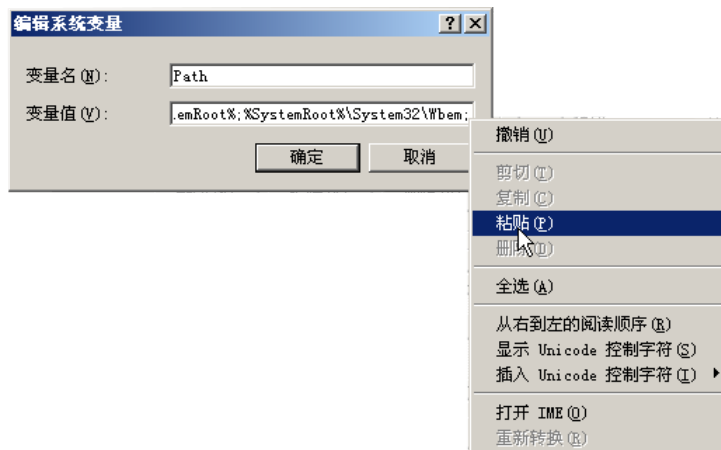 编辑系统变量
变量名(N):
Path
变量值(V):
.emRoot%;%SystemRoot%\System32\Wbem;
确定
取消
撤销(U)
剪切(T)
复制(C)
粘贴(P)
删除(D)
全选(A)
从右到左的阅读顺序(R)
显示 Unicode 控制字符(S)
插入 Unicode 控制字符(I)
打开 IME(O)
重新转换(R)